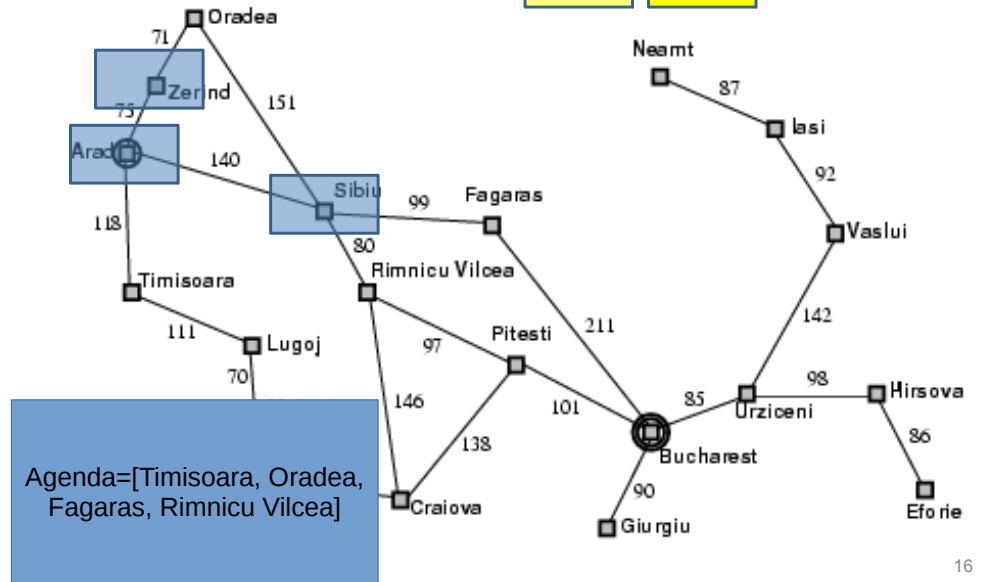 Oradea
71
Neamt
87
Zerind
75
151
Iasi
Arad
140
92
Sibiu
99
Fagaras
118
80
Vaslui
Rimnicu Vilcea
Timisoara
211
142
111
Lugoj
97
Pitesti
70
146
101
85
98
Hirsova
Urziceni
138
86
Bucharest
Agenda=[Timisoara, Oradea,
Fagaras, Rimnicu Vilcea]
90
Craiova
Giurgiu
Eforie
16